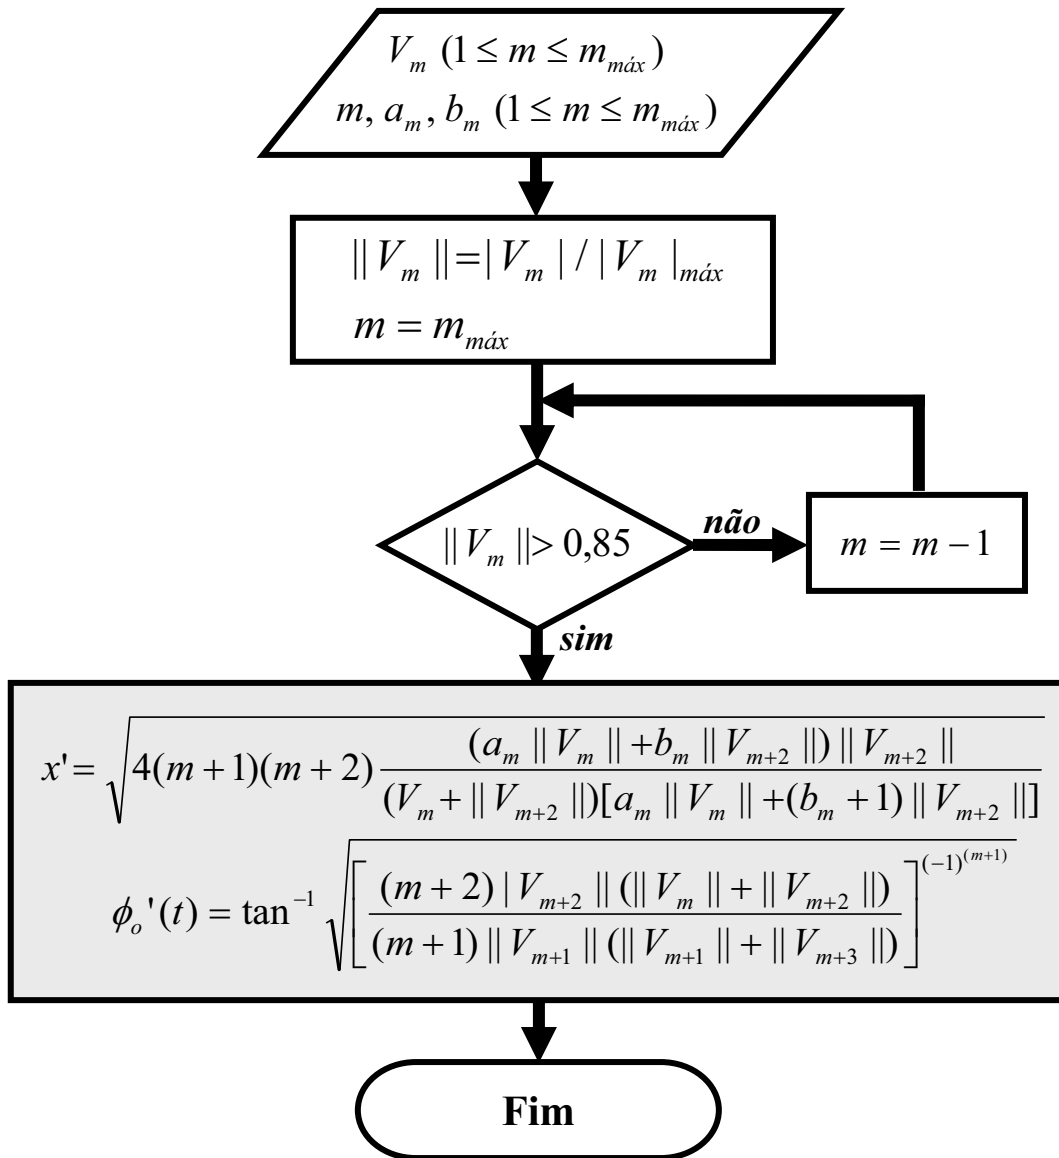 V_m (1 ≤ m ≤ m_máx)
m, a_m, b_m (1 ≤ m ≤ m_máx)
|| V_m || = | V_m | / | V_m |_máx
m = m_máx
|| V_m || > 0,85
não
m = m − 1
sim
x' = √(4(m + 1)(m + 2) (a_m || V_m || + b_m || V_{m+2} ||) || V_{m+2} || / ((V_m + || V_{m+2} ||)[a_m || V_m || + (b_m + 1) || V_{m+2} ||]))
ϕ_o '(t) = tan^{−1} √([(m + 2) | V_{m+2} || (|| V_m || + || V_{m+2} ||) / ((m + 1) || V_{m+1} || (|| V_{m+1} || + || V_{m+3} ||))]^{(−1)^{(m+1)}})
Fim